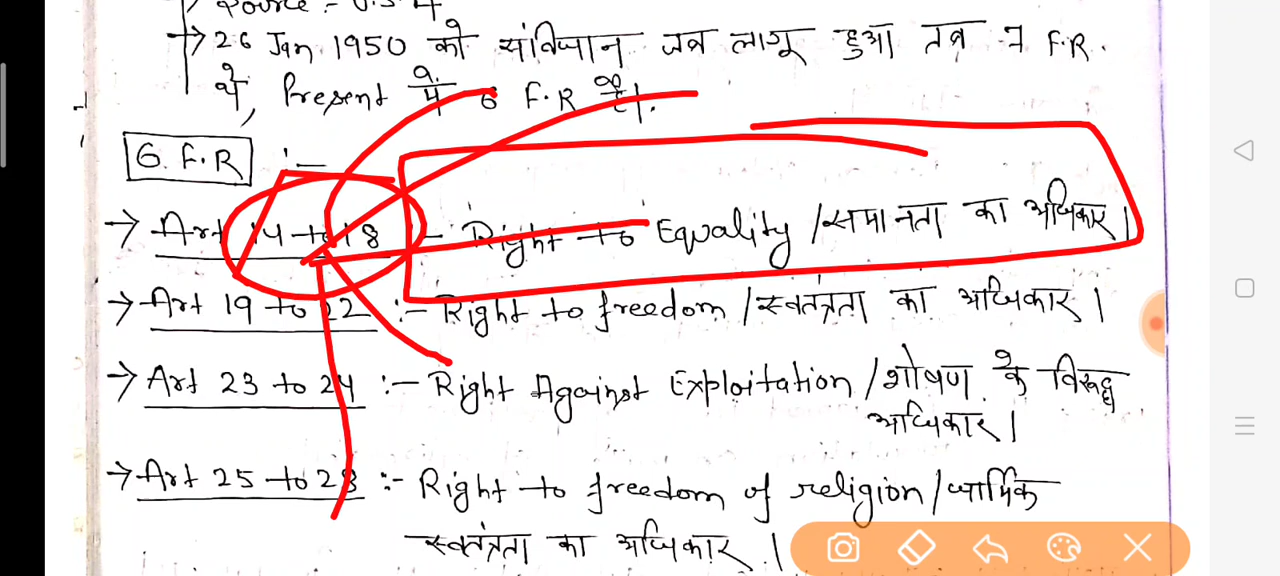 Source :- U.S.A
→ 26 Jan 1950 को संविधान जब लागू हुआ तब 7 F.R.
थे, Present में 6 F.R है।
6 F.R :-
→ Art 14 to 18 :- Right to Equality / समानता का अधिकार।
→ Art 19 to 22 :- Right to freedom / स्वतंत्रता का अधिकार।
→ Art 23 to 24 :- Right Against Exploitation / शोषण के विरुद्ध
अधिकार।
→ Art 25 to 28 :- Right to freedom of religion / धार्मिक
स्वतंत्रता का अधिकार।